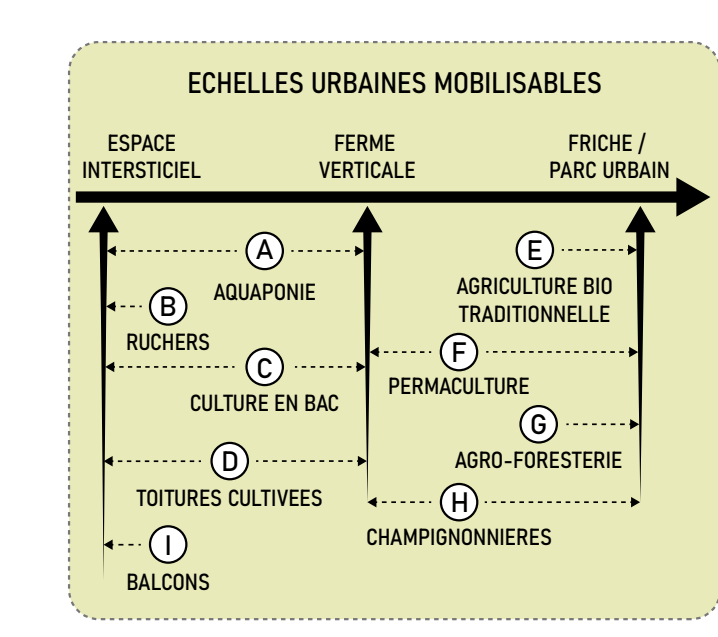 ECHELLES URBAINES MOBILISABLES
ESPACE
INTERSTICIEL
FERME
VERTICALE
FRICHE /
PARC URBAIN
A
AQUAPONIE
E
AGRICULTURE BIO
TRADITIONNELLE
B
RUCHERS
F
PERMACULTURE
C
CULTURE EN BAC
G
AGRO-FORESTERIE
D
TOITURES CULTIVEES
H
CHAMPIGNONNIERES
I
BALCONS